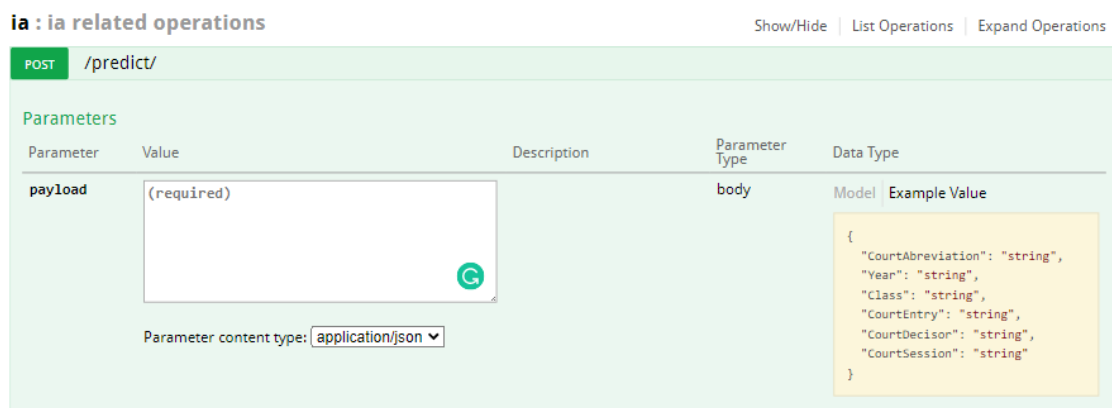 ia : ia related operations Show/Hide List Operations Expand Operations
POST /predict/
Parameters
Parameter Value Description Parameter Type Data Type
payload (required) body Model Example Value
{
"CourtAbreviation": "string",
"Year": "string",
"Class": "string",
"CourtEntry": "string",
"CourtDecisor": "string",
"CourtSession": "string"
}
Parameter content type: application/json